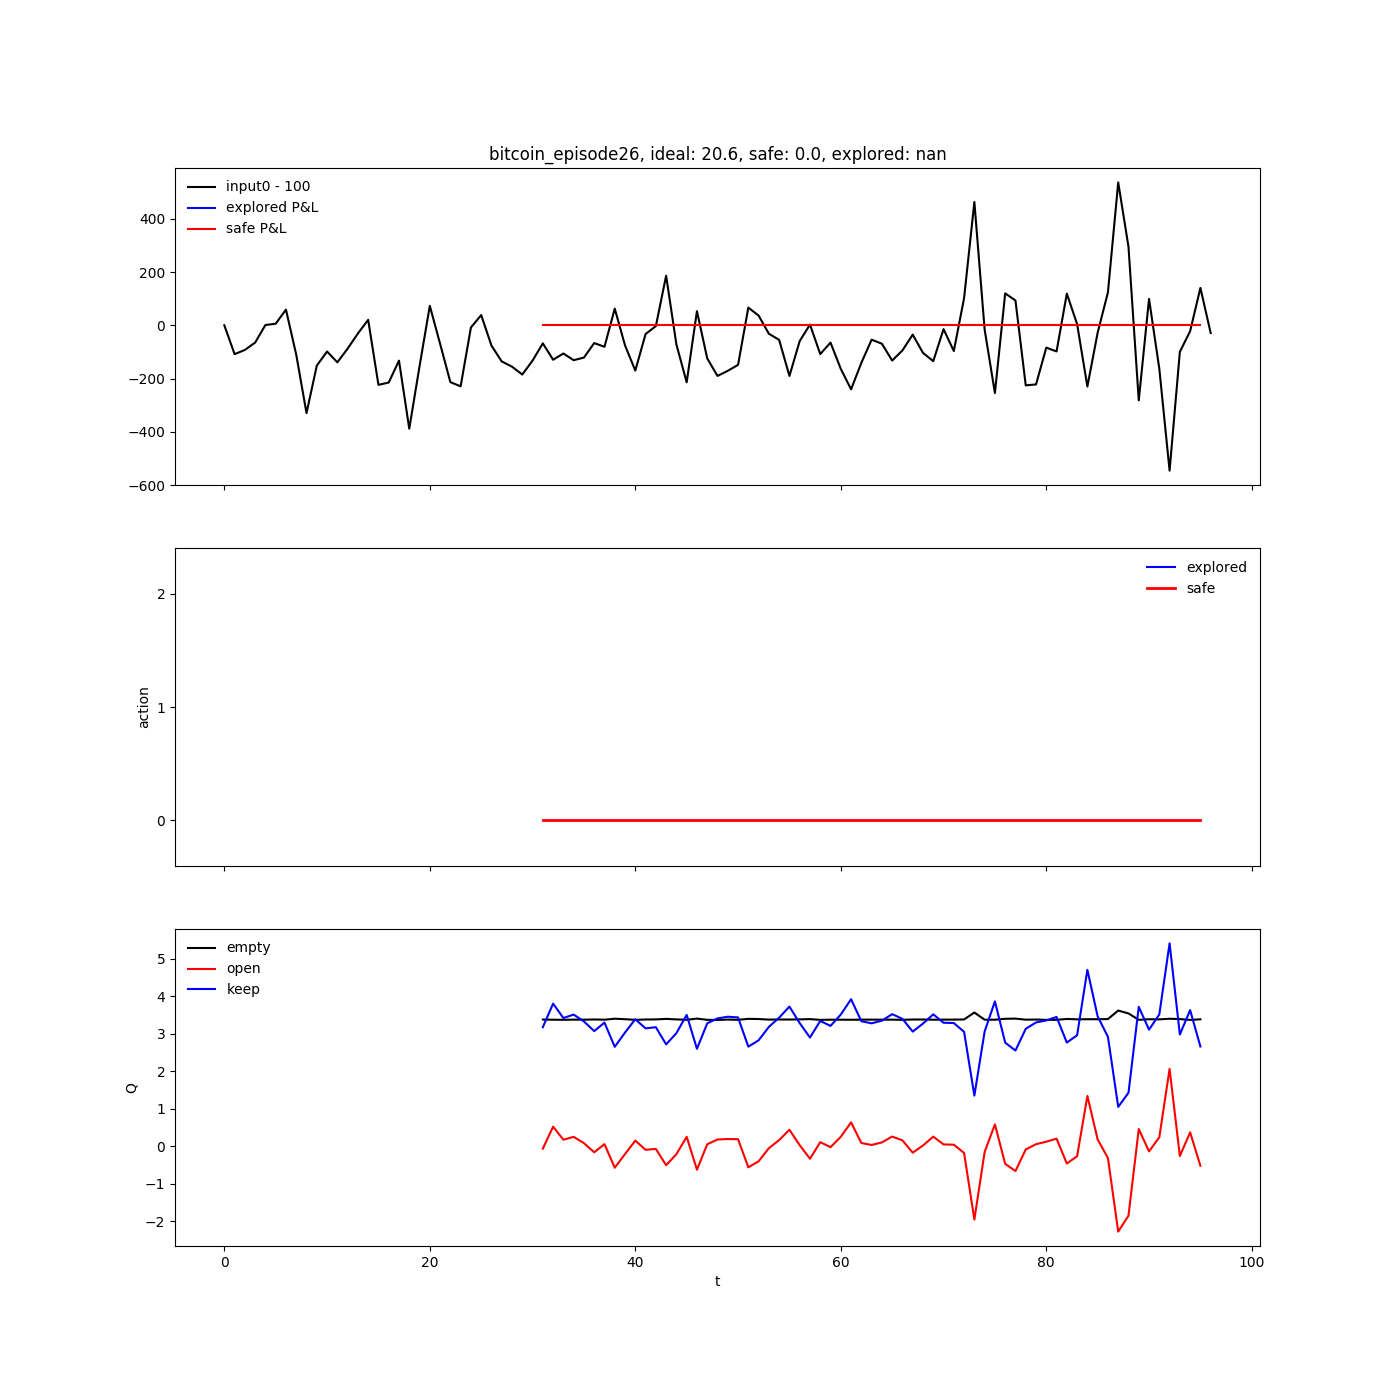 bitcoin_episode26, ideal: 20.6, safe: 0.0, explored: nan
input0 - 100
explored P&L
safe P&L
400
200
0
−200
−400
−600
explored
safe
2
1
0
action
empty
open
keep
5
4
3
2
1
0
−1
−2
Q
0 20 40 60 80 100
t